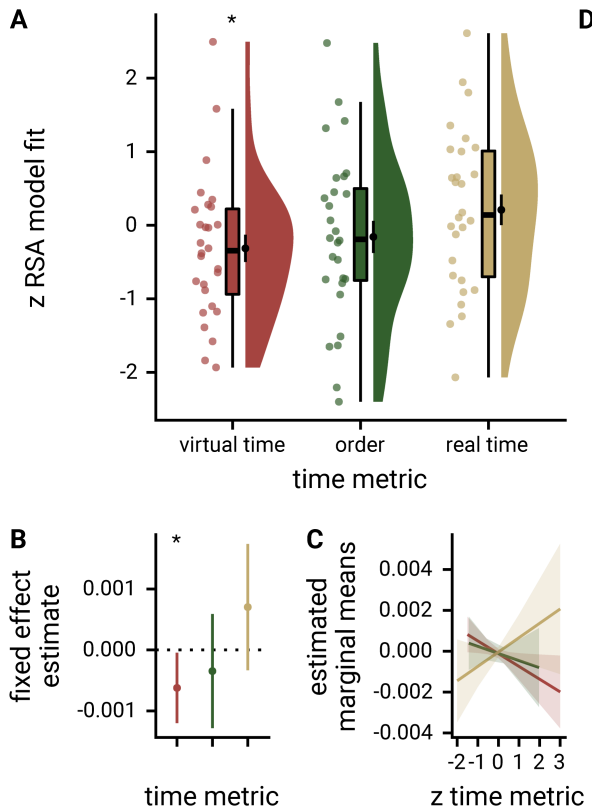 A
D
*
z RSA model fit
2
1
0
-1
-2
virtual time
order
real time
time metric
B
*
fixed effect
estimate
0.001
0.000
-0.001
time metric
C
estimated
marginal means
0.004
0.002
0.000
-0.002
-0.004
-2 -1 0 1 2 3
z time metric